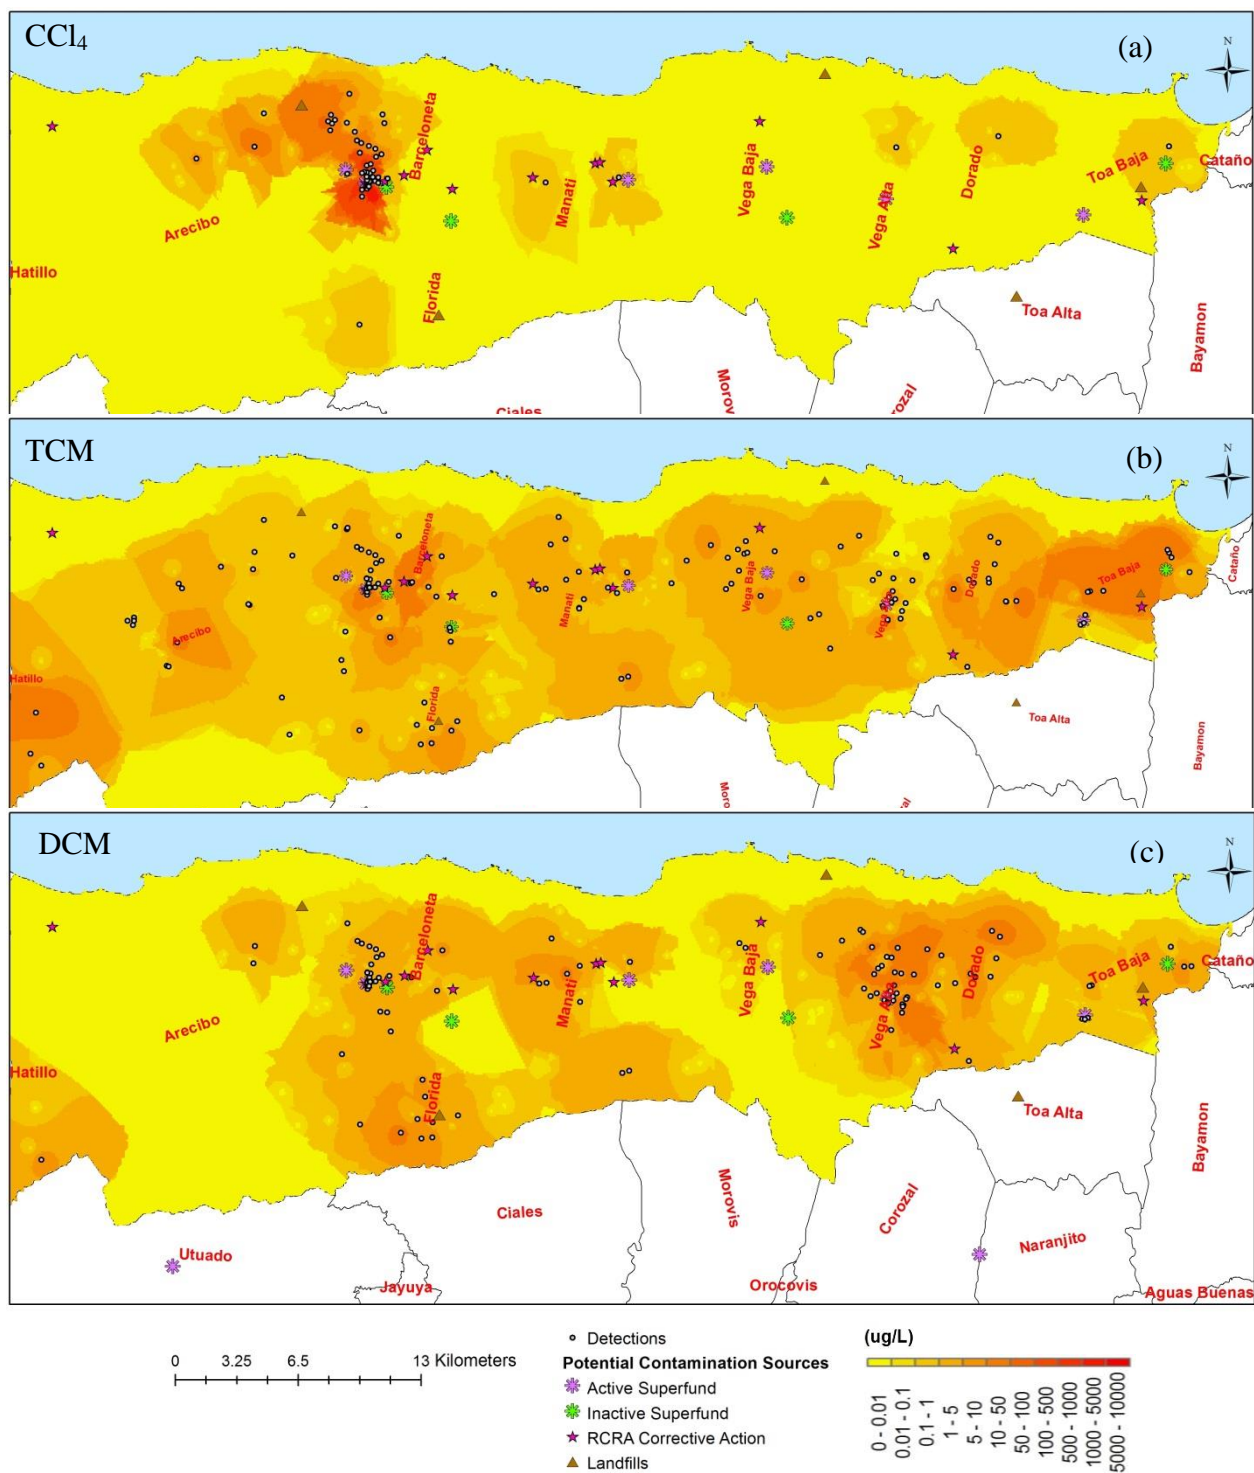 CCl4
(a)
N
Barceloneta
Vega Baja
Dorado
Toa Baja
Cataño
Manati
Vega Alta
Arecibo
Hatillo
Florida
Toa Alta
Bayamon
Ciales
Morov
rozal
TCM
(b)
N
Barceloneta
Toa Baja
Cataño
Vega Baja
Dorado
Manati
Arecibo
Hatillo
Florida
Toa Alta
Bayamon
Moro
ral
DCM
(c)
N
Barceloneta
Vega Baja
Dorado
Toa Baja
Cataño
Manati
Arecibo
Hatillo
Florida
Toa Alta
Bayamon
Ciales
Morovis
Corozal
Naranjito
Utuado
Jayuya
Orocovis
Aguas Buenas
0 3.25 6.5 13 Kilometers
Detections
Potential Contamination Sources
Active Superfund
Inactive Superfund
RCRA Corrective Action
Landfills
(ug/L)
0 - 0.01
0.01 - 0.1
0.1 - 1
1 - 5
5 - 10
10 - 50
50 - 100
100 - 500
500 - 1000
1000 - 5000
5000 - 10000